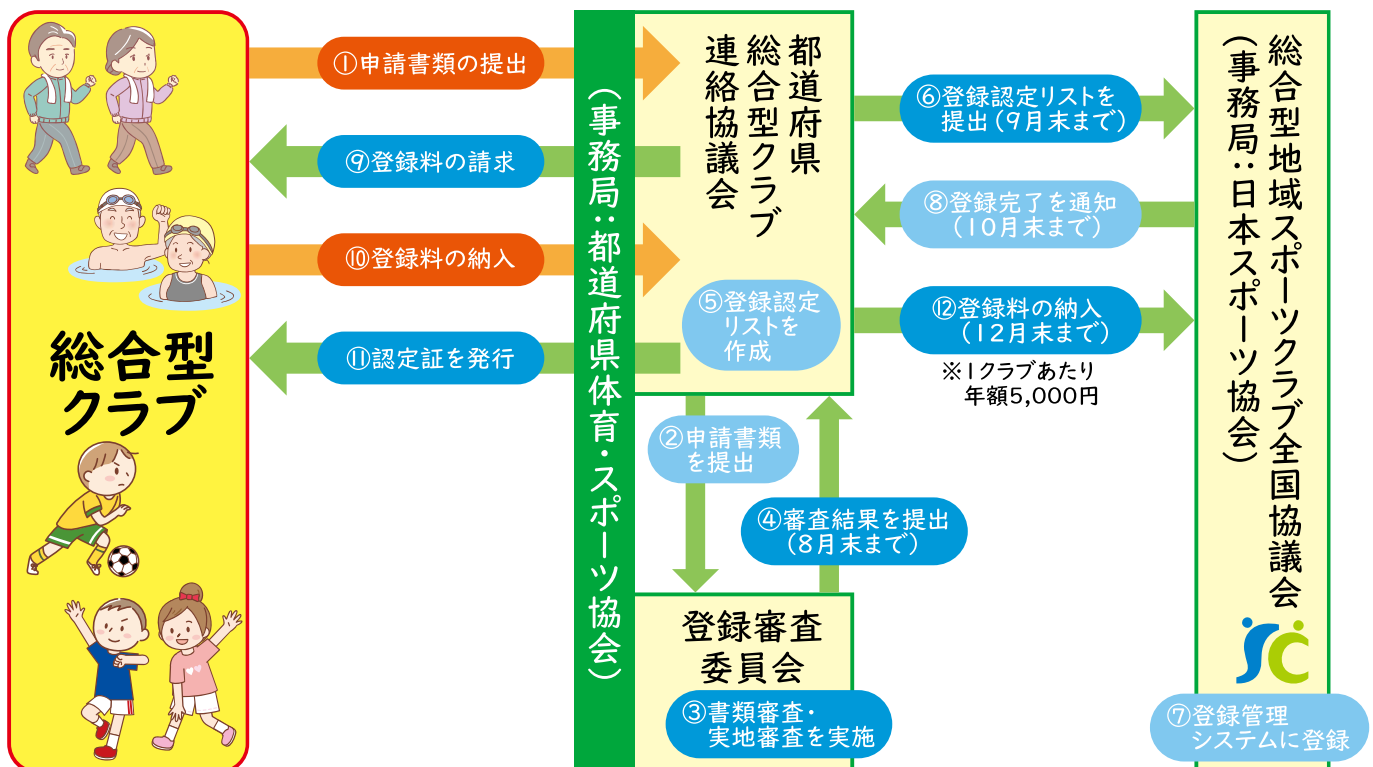 総合型
クラブ
①申請書類の提出
⑨登録料の請求
⑩登録料の納入
⑪認定証を発行
(事務局:都道府県体育・スポーツ協会)
都道府県
総合型クラブ
連絡協議会
⑤登録認定
リストを
作成
②申請書類
を提出
④審査結果を提出
(8月末まで)
登録審査
委員会
③書類審査・
実地審査を実施
⑥登録認定リストを
提出(9月末まで)
⑧登録完了を通知
(10月末まで)
⑫登録料の納入
(12月末まで)
※1クラブあたり
年額5,000円
総合型地域スポーツクラブ全国協議会
(事務局:日本スポーツ協会)
SC
⑦登録管理
システムに登録